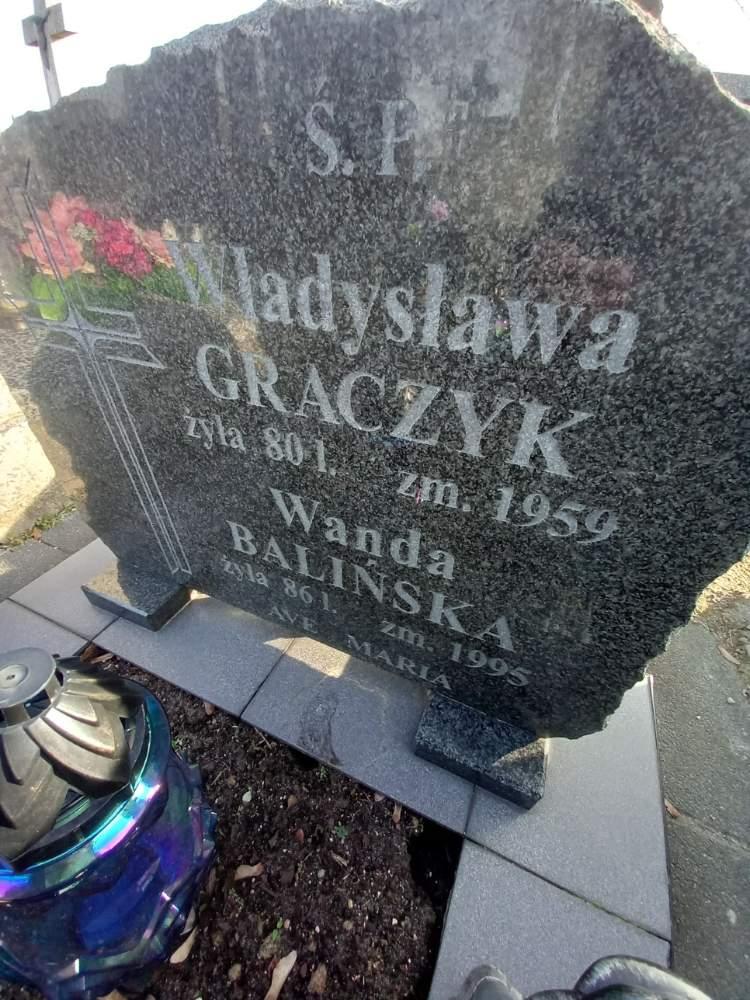 Ś. P.
Władysława
GRACZYK
żyła 80 l. zm. 1959
Wanda
BALIŃSKA
żyła 86 l. zm. 1995
AVE MARIA